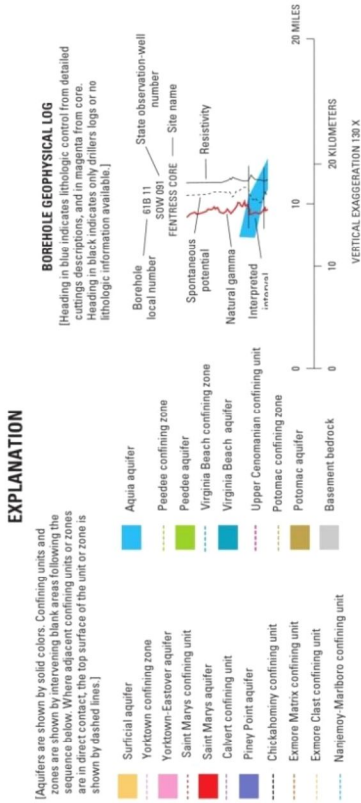 EXPLANATION
[Aquifers are shown by solid colors. Confining units and
zones are shown by intervening blank areas following the
sequence below. Where adjacent confining units or zones
are in direct contact, the top surface of the unit or zone is
shown by dashed lines.]
Surficial aquifer
Yorktown confining zone
Yorktown-Eastover aquifer
Saint Marys confining unit
Saint Marys aquifer
Calvert confining unit
Piney Point aquifer
Chickahominy confining unit
Exmore Matrix confining unit
Exmore Clast confining unit
Nanjemoy-Marlboro confining unit
Aquia aquifer
Peedee confining zone
Peedee aquifer
Virginia Beach confining zone
Virginia Beach aquifer
Upper Cenomanian confining unit
Potomac confining zone
Potomac aquifer
Basement bedrock
BOREHOLE GEOPHYSICAL LOG
[Heading in blue indicates lithologic control from detailed
cuttings descriptions, and in magenta from core.
Heading in black indicates only drillers logs or no
lithologic information available.]
Borehole
local number
61B 11
SOW 091
FENTRESS CORE
State observation-well
number
Site name
Spontaneous
potential
Natural gamma
Resistivity
Interpreted
0 10 20 MILES
0 10 20 KILOMETERS
VERTICAL EXAGGERATION 130 X